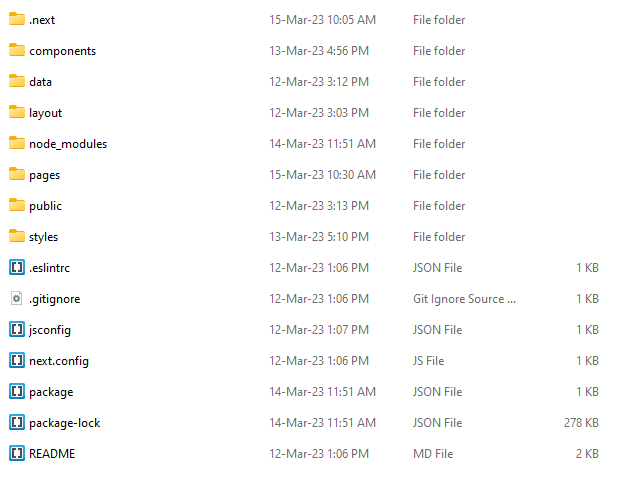 .next 15-Mar-23 10:05 AM File folder
components 13-Mar-23 4:56 PM File folder
data 12-Mar-23 3:12 PM File folder
layout 12-Mar-23 3:03 PM File folder
node_modules 14-Mar-23 11:51 AM File folder
pages 15-Mar-23 10:30 AM File folder
public 12-Mar-23 3:13 PM File folder
styles 13-Mar-23 5:10 PM File folder
.eslintrc 12-Mar-23 1:06 PM JSON File 1 KB
.gitignore 12-Mar-23 1:06 PM Git Ignore Source ... 1 KB
jsconfig 12-Mar-23 1:07 PM JSON File 1 KB
next.config 12-Mar-23 1:06 PM JS File 1 KB
package 14-Mar-23 11:51 AM JSON File 1 KB
package-lock 14-Mar-23 11:51 AM JSON File 278 KB
README 12-Mar-23 1:06 PM MD File 2 KB